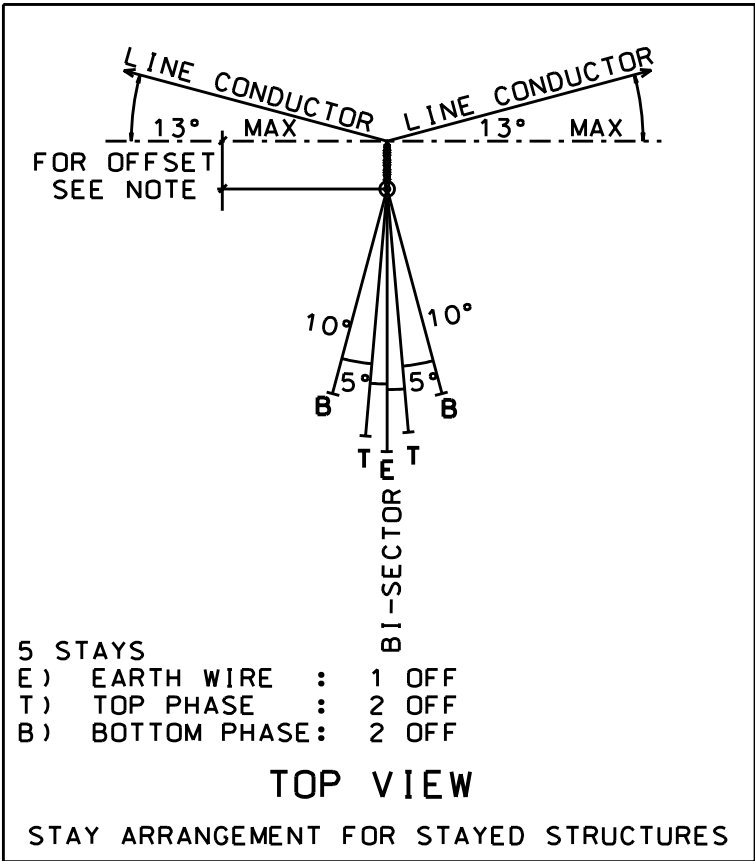 LINE CONDUCTOR
LINE CONDUCTOR
13° MAX
13° MAX
FOR OFFSET
SEE NOTE
10°
10°
5°
5°
B
B
T
T
E
BI-SECTOR
5 STAYS
E) EARTH WIRE : 1 OFF
T) TOP PHASE : 2 OFF
B) BOTTOM PHASE: 2 OFF
TOP VIEW
STAY ARRANGEMENT FOR STAYED STRUCTURES